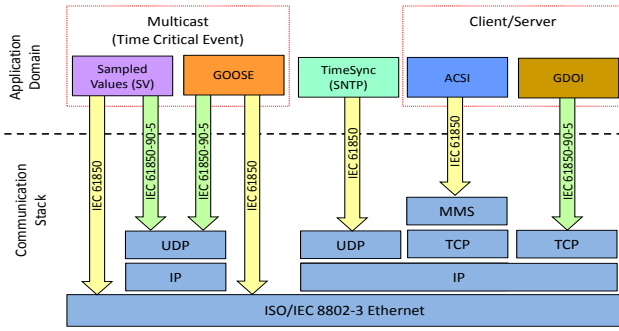 Multicast
(Time Critical Event)
Client/Server
Application
Domain
Sampled
Values (SV)
GOOSE
TimeSync
(SNTP)
ACSI
GDOI
IEC 61850
IEC 61850-90-5
IEC 61850-90-5
IEC 61850
IEC 61850
IEC 61850
IEC 61850-90-5
Communication
Stack
MMS
UDP
UDP
TCP
TCP
IP
IP
ISO/IEC 8802-3 Ethernet